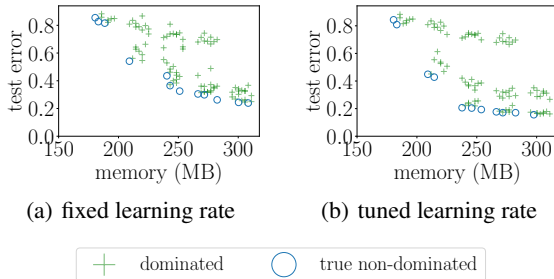 0.8
0.6
0.4
0.2
0.0
test error
150 200 250 300
memory (MB)
(a) fixed learning rate
0.8
0.6
0.4
0.2
0.0
test error
150 200 250 300
memory (MB)
(b) tuned learning rate
dominated true non-dominated